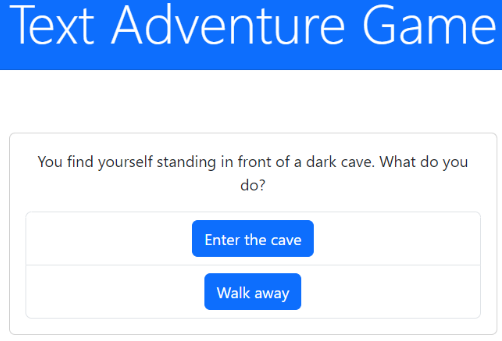 Text Adventure Game
You find yourself standing in front of a dark cave. What do you
do?
Enter the cave
Walk away